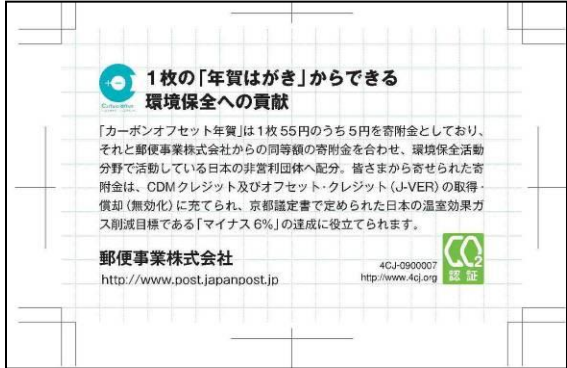 1枚の「年賀はがき」からできる
環境保全への貢献
「カーボンオフセット年賀」は1枚55円のうち5円を寄附金としており、
それと郵便事業株式会社からの同等額の寄附金を合わせ、環境保全活動
分野で活動している日本の非営利団体へ配分。皆さまから寄せられた寄
附金は、CDMクレジット及びオフセット・クレジット(J-VER)の取得・
償却(無効化)に充てられ、京都議定書で定められた日本の温室効果ガ
ス削減目標である「マイナス6%」の達成に役立てられます。
郵便事業株式会社
http://www.post.japanpost.jp
4CJ-0900007
http://www.4cj.org
CO2
認証